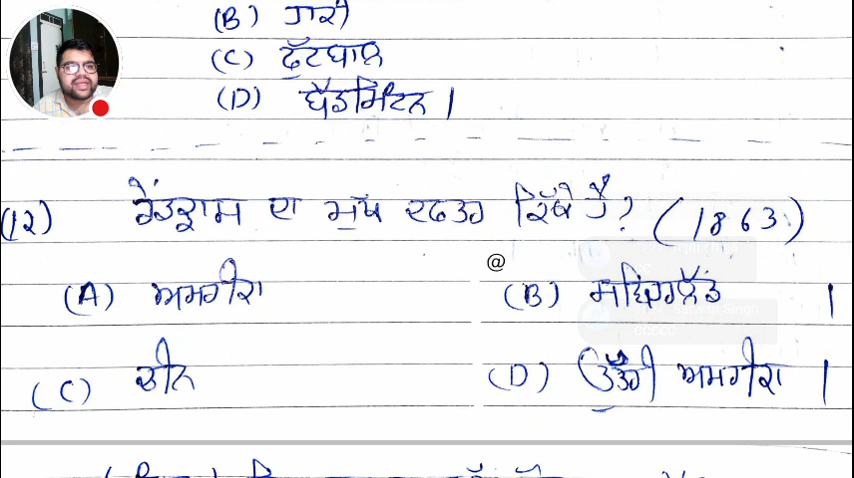 (B) ਹਾਕੀ
(C) ਫੁੱਟਬਾਲ
(D) ਬੈਡਮਿੰਟਨ |
(12) ਰੈੱਡਕ੍ਰਾਸ ਦਾ ਮੁਖ ਦਫਤਰ ਕਿੱਥੇ ਹੈ? (1863)
@
(A) ਅਮਰੀਕਾ (B) ਸਵਿਟਜ਼ਰਲੈਂਡ |
(C) ਚੀਨ (D) ਉੱਤਰੀ ਅਮਰੀਕਾ |